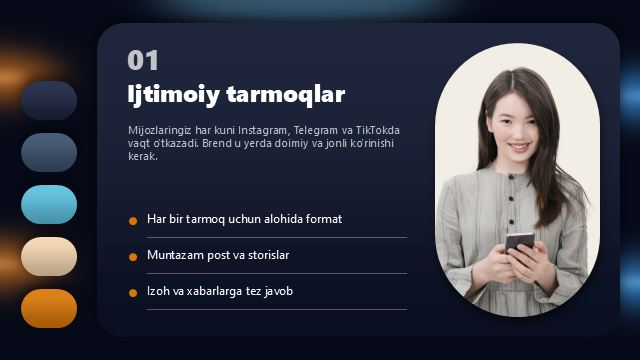 01
Ijtimoiy tarmoqlar
Mijozlaringiz har kuni Instagram, Telegram va TikTokda
vaqt o'tkazadi. Brend u yerda doimiy va jonli ko'rinishi
kerak.
Har bir tarmoq uchun alohida format
Muntazam post va storislar
Izoh va xabarlarga tez javob